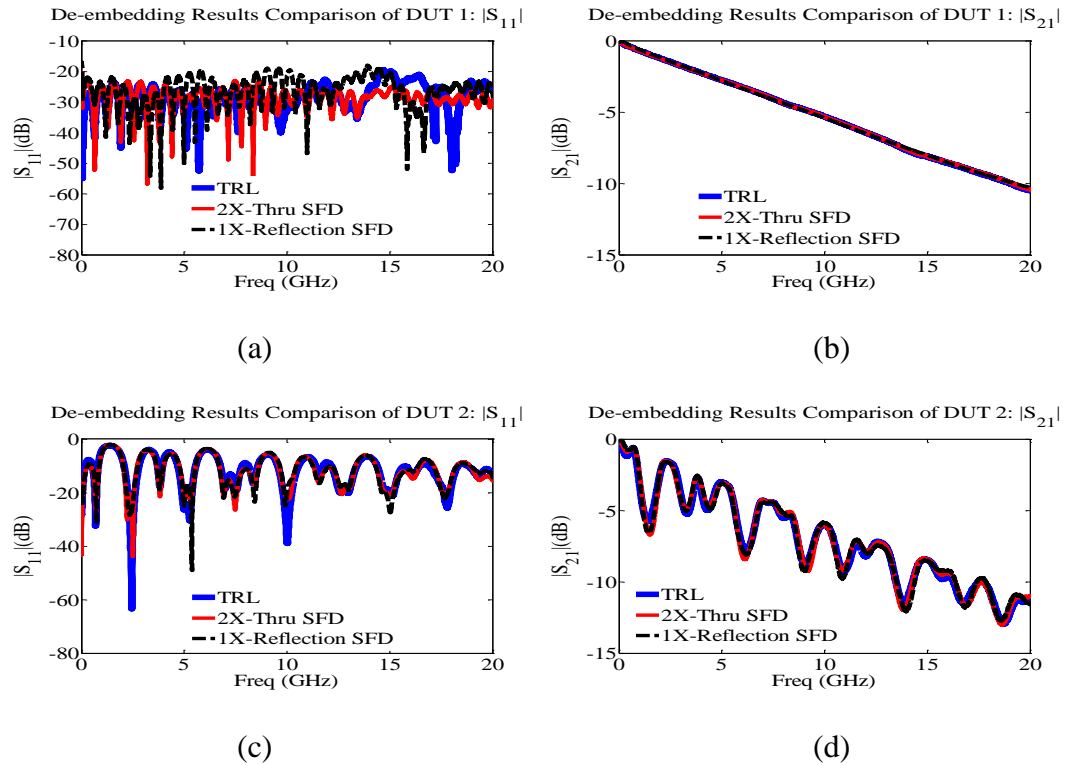 De-embedding Results Comparison of DUT 1: |S11|
-10
-20
-30
-40
-50
-60
-70
-80
|S11|(dB)
TRL
2X-Thru SFD
1X-Reflection SFD
0 5 10 15 20
Freq (GHz)
(a)
De-embedding Results Comparison of DUT 1: |S21|
0
-5
-10
-15
|S21|(dB)
TRL
2X-Thru SFD
1X-Reflection SFD
0 5 10 15 20
Freq (GHz)
(b)
De-embedding Results Comparison of DUT 2: |S11|
0
-20
-40
-60
-80
|S11|(dB)
TRL
2X-Thru SFD
1X-Reflection SFD
0 5 10 15 20
Freq (GHz)
(c)
De-embedding Results Comparison of DUT 2: |S21|
0
-5
-10
-15
|S21|(dB)
TRL
2X-Thru SFD
1X-Reflection SFD
0 5 10 15 20
Freq (GHz)
(d)